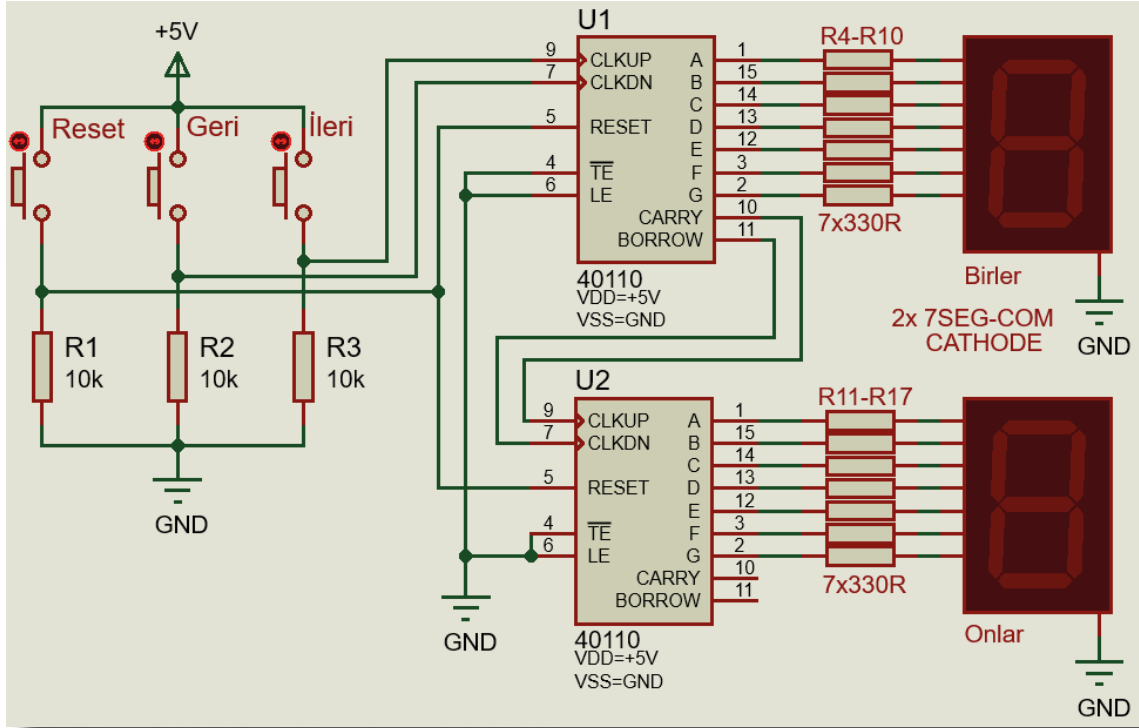 +5V
Reset
Geri
İleri
R1
10k
R2
10k
R3
10k
GND
U1
9 CLKUP A 1
7 CLKDN B 15
C 14
5 RESET D 13
E 12
4 TE F 3
6 LE G 2
CARRY 10
BORROW 11
40110
VDD=+5V
VSS=GND
R4-R10
7x330R
Birler
2x 7SEG-COM
CATHODE
GND
U2
9 CLKUP A 1
7 CLKDN B 15
C 14
5 RESET D 13
E 12
4 TE F 3
6 LE G 2
CARRY 10
BORROW 11
40110
VDD=+5V
VSS=GND
GND
R11-R17
7x330R
Onlar
GND